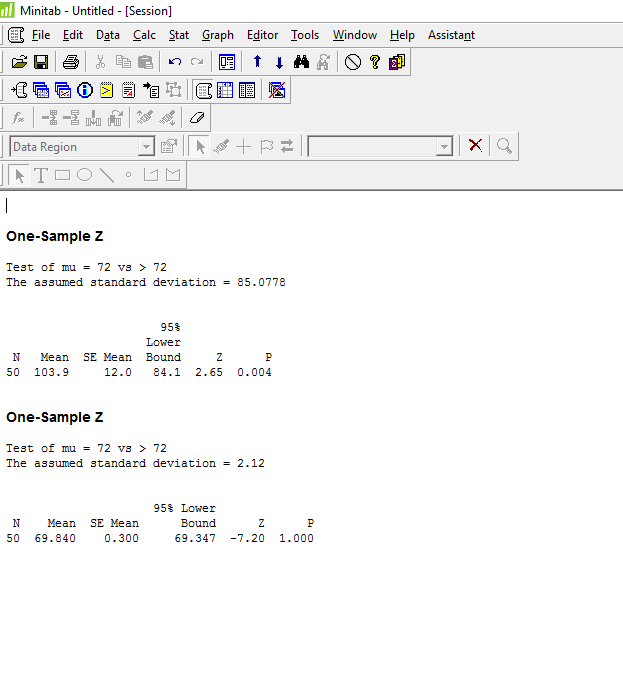 Minitab - Untitled - [Session]
File Edit Data Calc Stat Graph Editor Tools Window Help Assistant
Data Region
One-Sample Z
Test of mu = 72 vs > 72
The assumed standard deviation = 85.0778
95%
Lower
N Mean SE Mean Bound Z P
50 103.9 12.0 84.1 2.65 0.004
One-Sample Z
Test of mu = 72 vs > 72
The assumed standard deviation = 2.12
95% Lower
N Mean SE Mean Bound Z P
50 69.840 0.300 69.347 -7.20 1.000